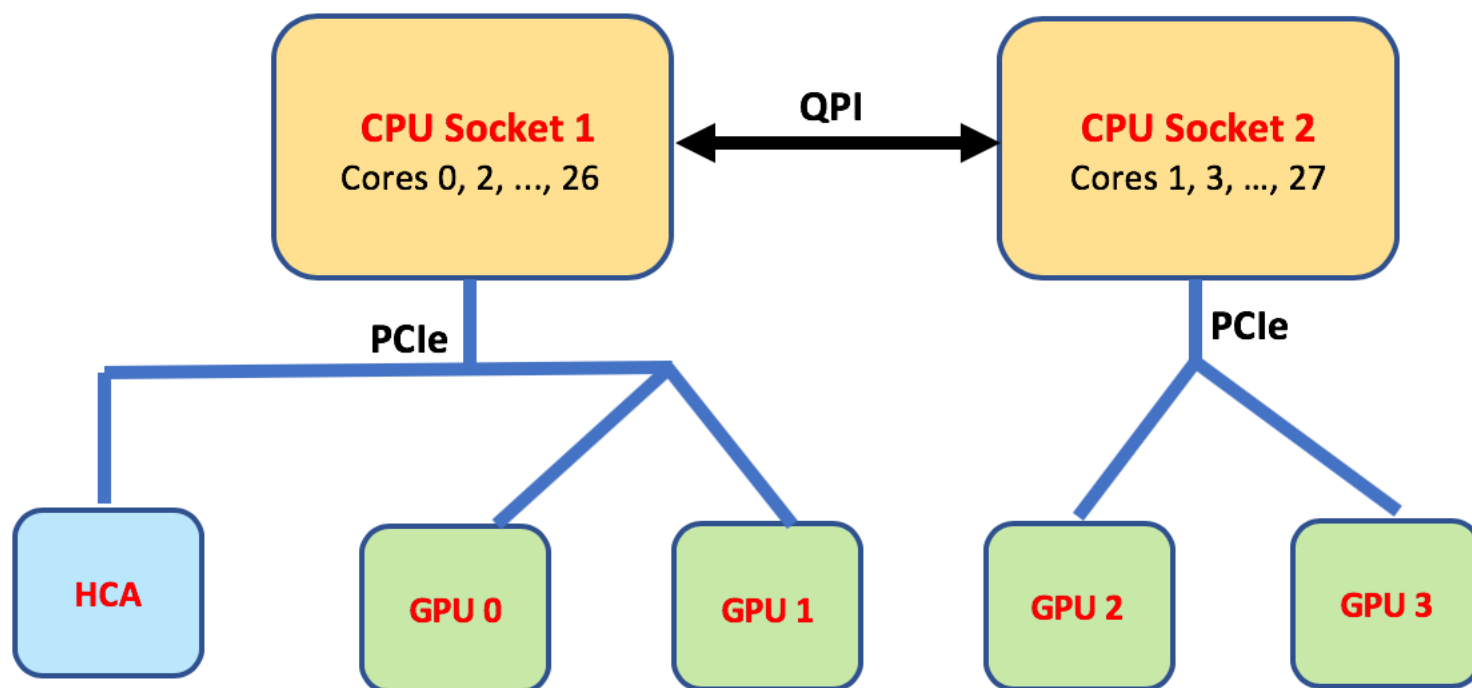 QPI
CPU Socket 1
Cores 0, 2, ..., 26
CPU Socket 2
Cores 1, 3, ..., 27
PCIe
PCIe
HCA
GPU 0
GPU 1
GPU 2
GPU 3